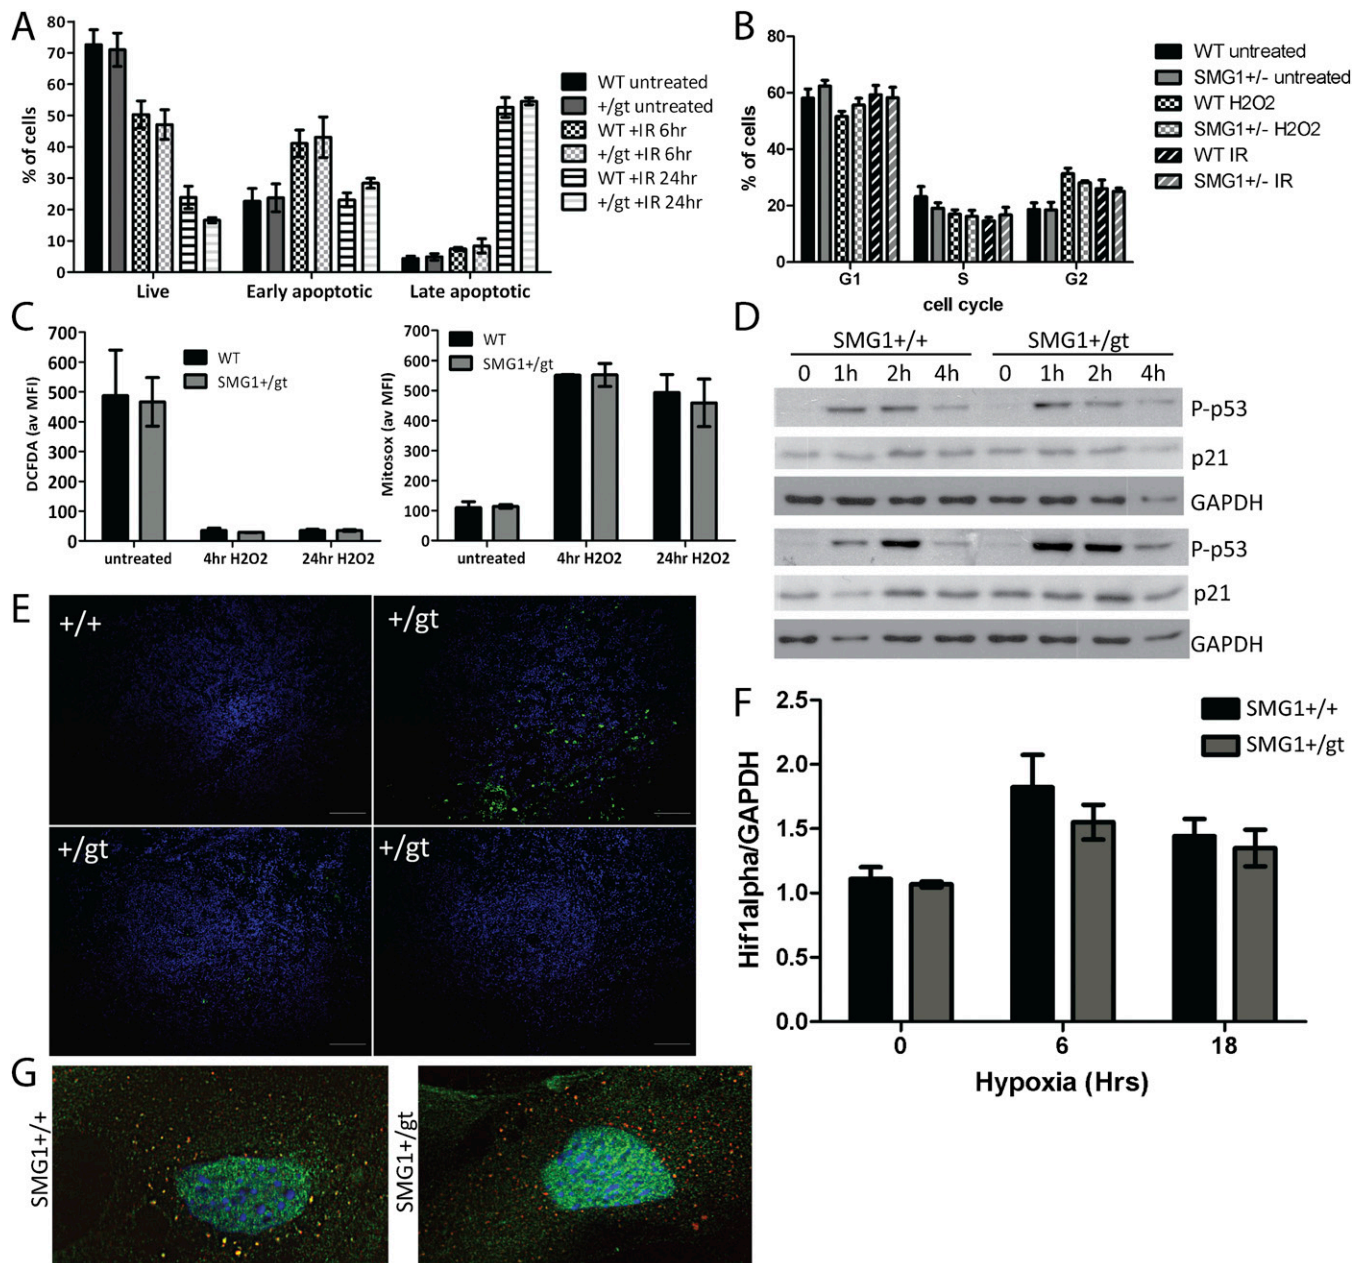 A
80
70
60
50
40
30
20
10
0
% of cells
Live Early apoptotic Late apoptotic
WT untreated
+/gt untreated
WT +IR 6hr
+/gt +IR 6hr
WT +IR 24hr
+/gt +IR 24hr
B
80
60
40
20
0
% of cells
G1 S G2
cell cycle
WT untreated
SMG1+/- untreated
WT H2O2
SMG1+/- H2O2
WT IR
SMG1+/- IR
C
700
600
500
400
300
200
100
0
DCFDA (av MFI)
untreated 4hr H2O2 24hr H2O2
WT
SMG1+/gt
700
600
500
400
300
200
100
0
Mitosox (av MFI)
untreated 4hr H2O2 24hr H2O2
WT
SMG1+/gt
D
SMG1+/+ SMG1+/gt
0 1h 2h 4h 0 1h 2h 4h
P-p53
p21
GAPDH
P-p53
p21
GAPDH
E
+/+ +/gt
+/gt +/gt
F
2.5
2.0
1.5
1.0
0.5
0.0
Hif1alpha/GAPDH
0 6 18
Hypoxia (Hrs)
SMG1+/+
SMG1+/gt
G
SMG1+/+
SMG1+/gt